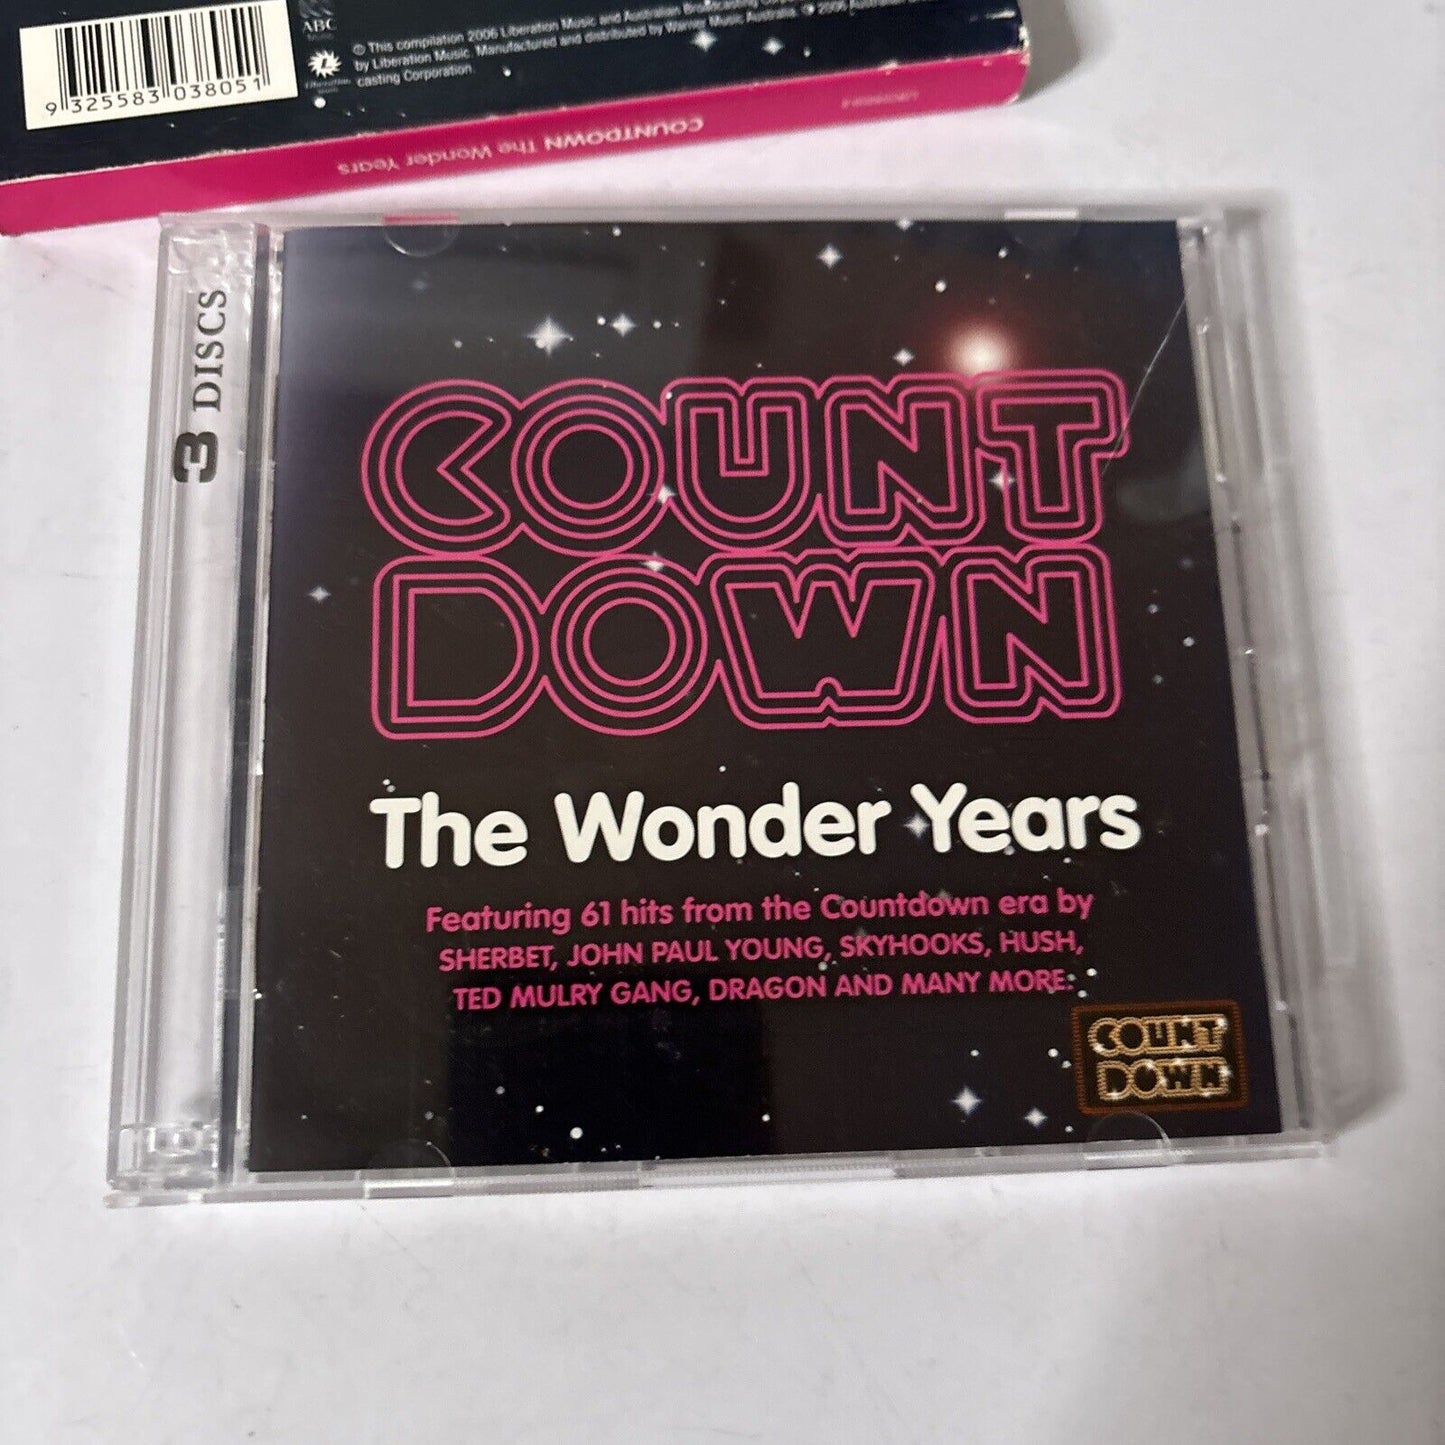 ABC
© This compilation 2006 Liberation Music and Australian
by Liberation Music. Manufactured and distributed by Warner Music Australia.
casting Corporation.
9 325583 038051
COUNTDOWN The Wonder Years
3 DISCS
COUNT
DOWN
The Wonder Years
Featuring 61 hits from the Countdown era by
SHERBET, JOHN PAUL YOUNG, SKYHOOKS, HUSH,
TED MULRY GANG, DRAGON AND MANY MORE.
COUNT
DOWN